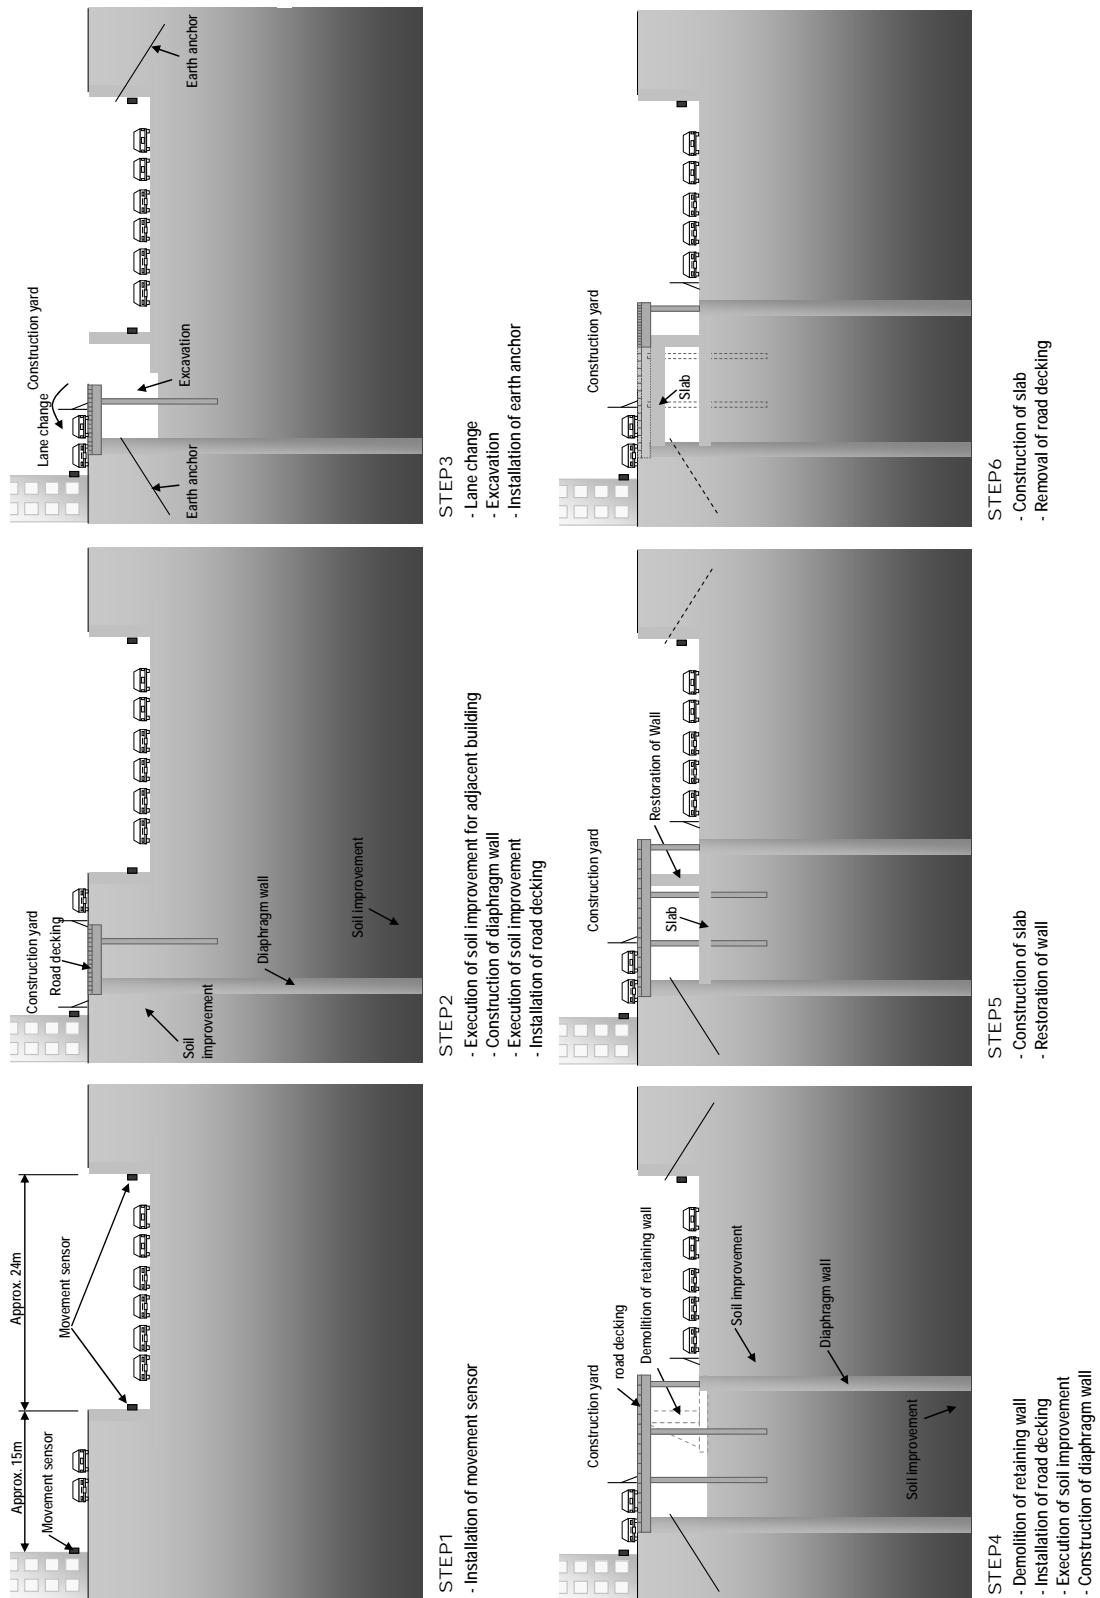 Approx. 15m
Approx. 24m
Movement sensor
Movement sensor
STEP1
- Installation of movement sensor
Construction yard
Road decking
Soil
improvement
Diaphragm wall
Soil improvement
STEP2
- Execution of soil improvement for adjacent building
- Construction of diaphragm wall
- Execution of soil improvement
- Installation of road decking
Lane change
Construction yard
Earth anchor
Excavation
Earth anchor
STEP3
- Lane change
- Excavation
- Installation of earth anchor
Construction yard
road decking
Demolition of retaining wall
Soil improvement
Diaphragm wall
Soil improvement
STEP4
- Demolition of retaining wall
- Installation of road decking
- Execution of soil improvement
- Construction of diaphragm wall
Construction yard
Slab
Restoration of Wall
STEP5
- Construction of slab
- Restoration of wall
Construction yard
Slab
STEP6
- Construction of slab
- Removal of road decking